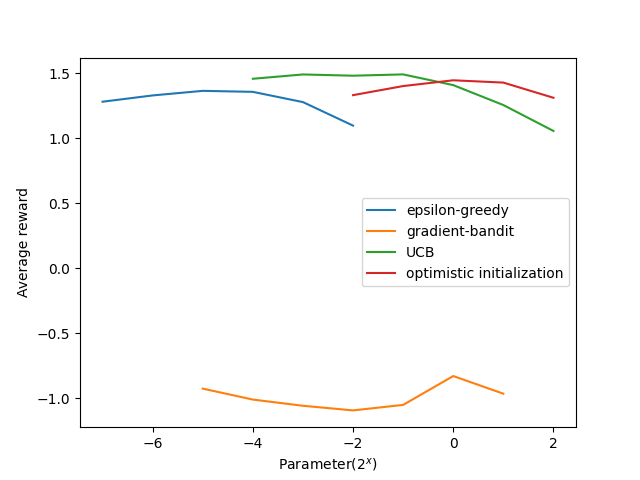 1.5
1.0
0.5
0.0
−0.5
−1.0
Average reward
epsilon-greedy
gradient-bandit
UCB
optimistic initialization
−6 −4 −2 0 2
Parameter(2^x)